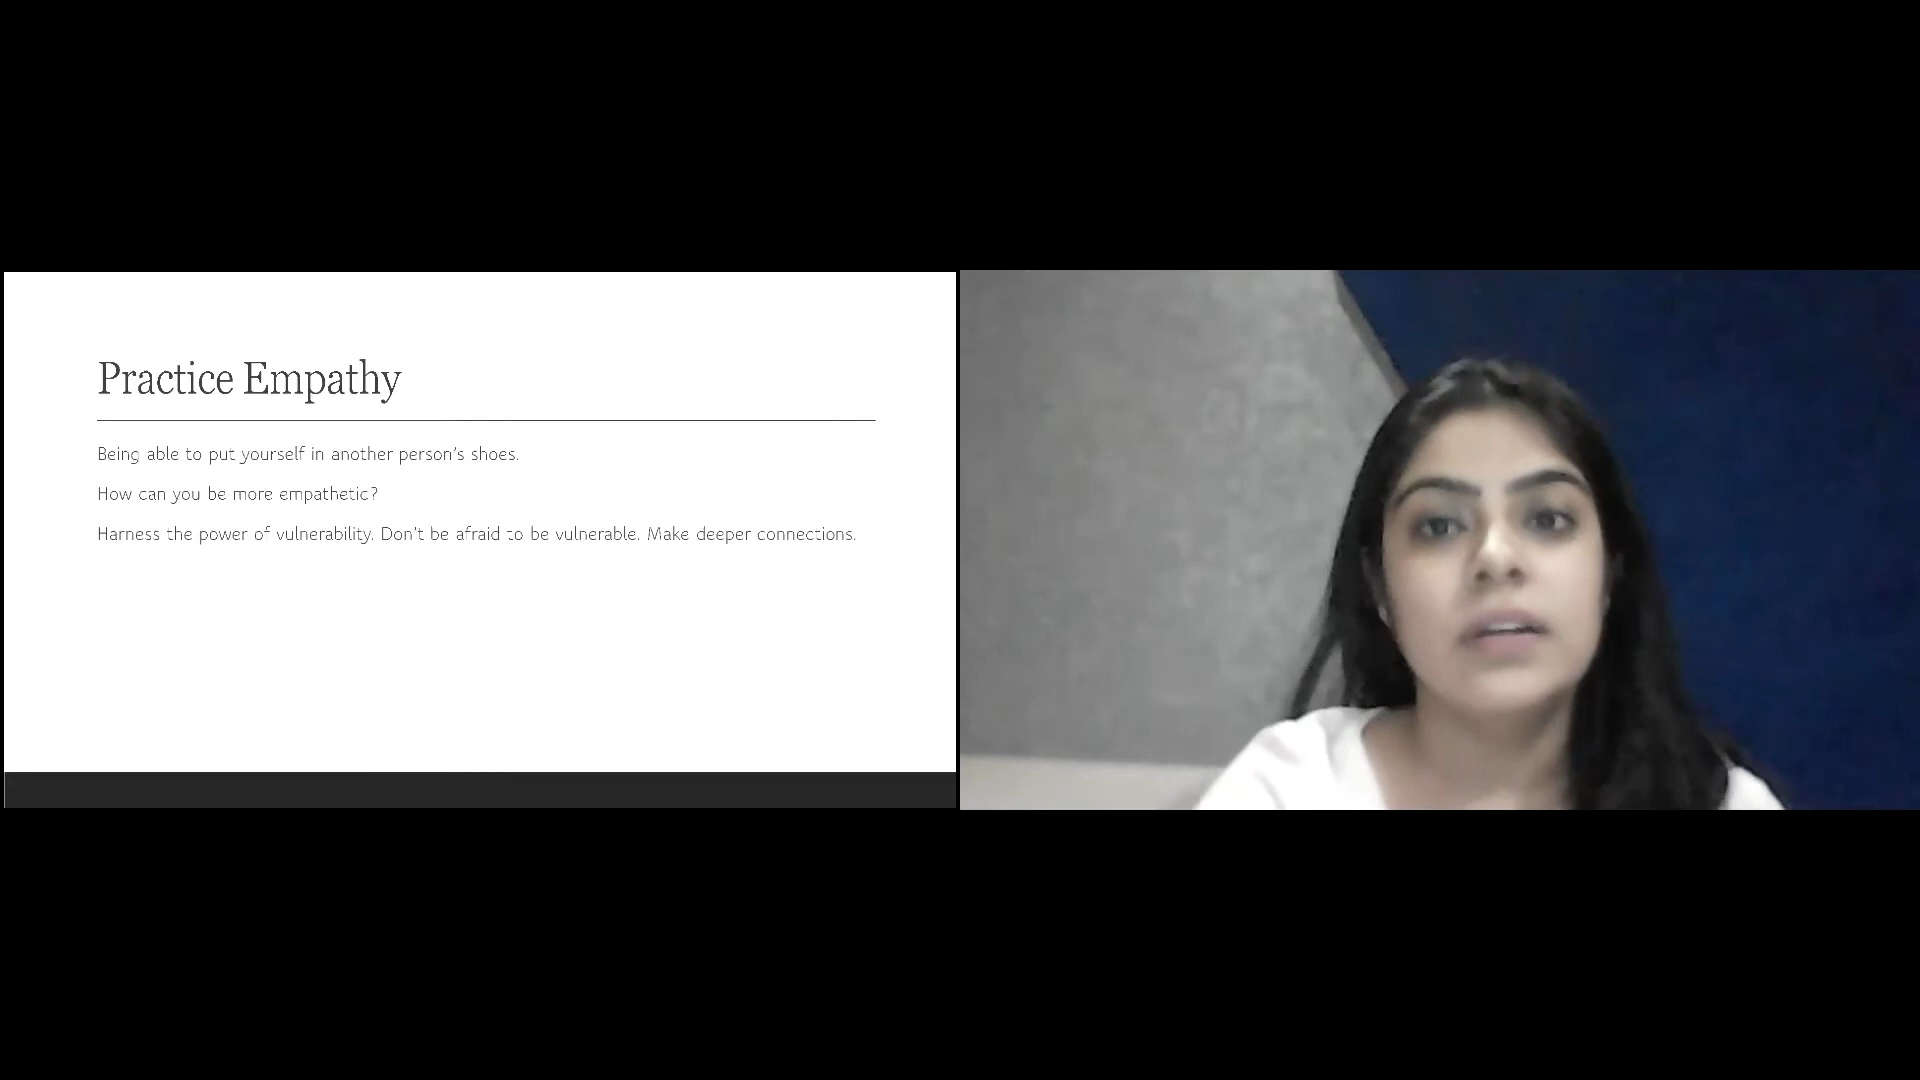 Practice Empathy
Being able to put yourself in another person's shoes.
How can you be more empathetic?
Harness the power of vulnerability. Don't be afraid to be vulnerable. Make deeper connections.